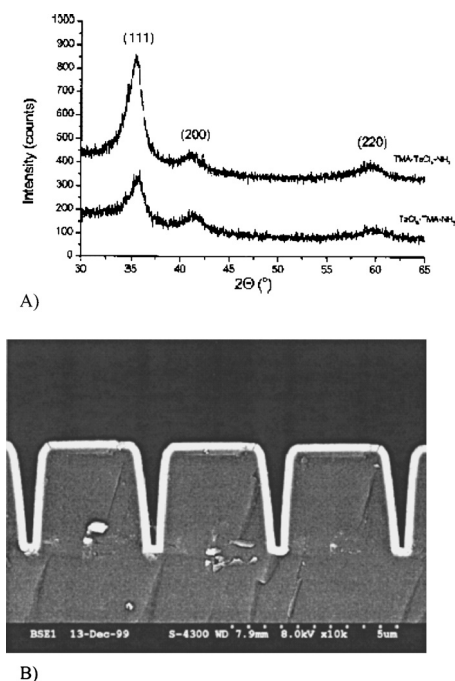 (111)
(200)
(220)
TMA-TaCl5-NH3
TaCl5-TMA-NH3
Intensity (counts)
1000
900
800
700
600
500
400
300
200
100
0
30 35 40 45 50 55 60 65
2Θ (°)
A)
BSE1 13-Dec-99 S-4300 WD 7.9mm 8.0kV x10k 5um
B)